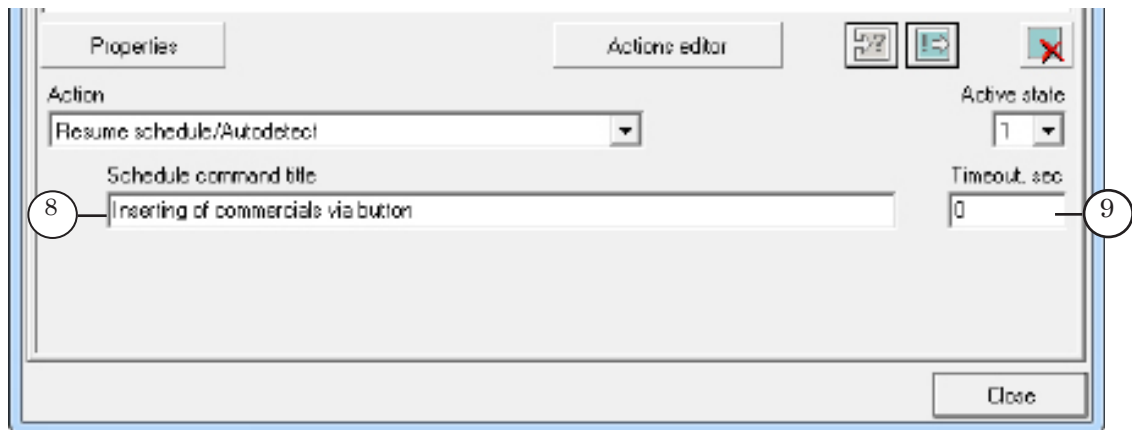 Properties Actions editor
Action Active state
Resume schedule/Autodetect 1
Schedule command title Timeout, sec
8 Inserting of commercials via button 0 9
Close